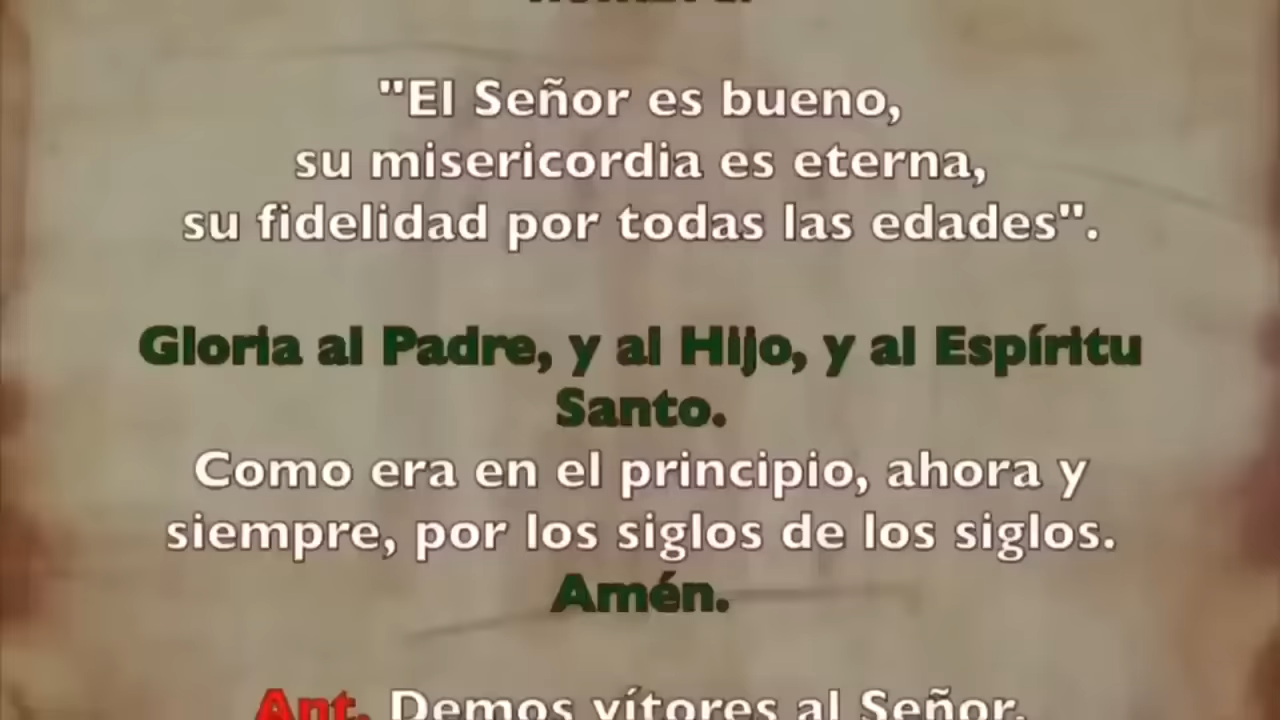 "El Señor es bueno,
su misericordia es eterna,
su fidelidad por todas las edades".
Gloria al Padre, y al Hijo, y al Espíritu
Santo.
Como era en el principio, ahora y
siempre, por los siglos de los siglos.
Amén.
Ant. Demos vítores al Señor,